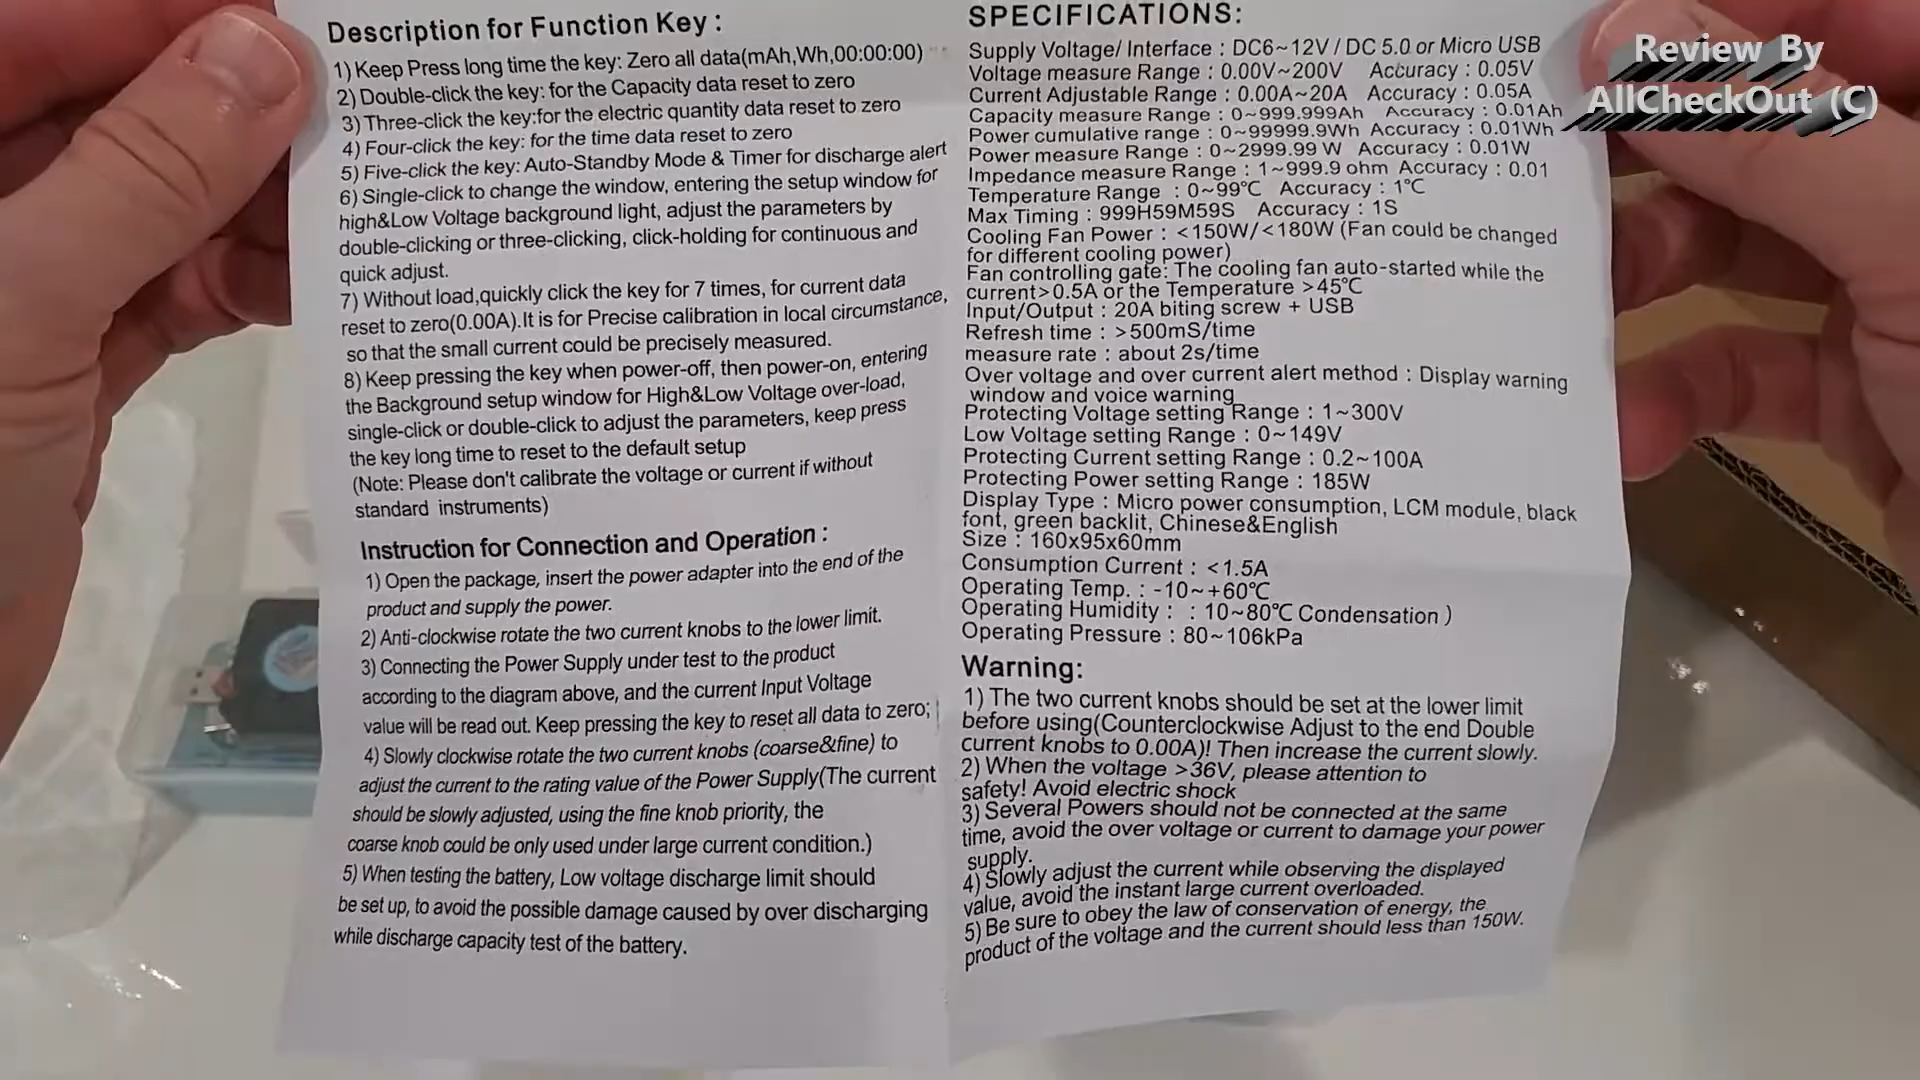 Description for Function Key :
1) Keep Press long time the key: Zero all data(mAh,Wh,00:00:00)
2) Double-click the key: for the Capacity data reset to zero
3) Three-click the key:for the electric quantity data reset to zero
4) Four-click the key: for the time data reset to zero
5) Five-click the key: Auto-Standby Mode & Timer for discharge alert
6) Single-click to change the window, entering the setup window for
high&Low Voltage background light, adjust the parameters by
double-clicking or three-clicking, click-holding for continuous and
quick adjust.
7) Without load,quickly click the key for 7 times, for current data
reset to zero(0.00A).It is for Precise calibration in local circumstance,
so that the small current could be precisely measured.
8) Keep pressing the key when power-off, then power-on, entering
the Background setup window for High&Low Voltage over-load,
single-click or double-click to adjust the parameters, keep press
the key long time to reset to the default setup
(Note: Please don't calibrate the voltage or current if without
standard instruments)
Instruction for Connection and Operation :
1) Open the package, insert the power adapter into the end of the
product and supply the power.
2) Anti-clockwise rotate the two current knobs to the lower limit.
3) Connecting the Power Supply under test to the product
according to the diagram above, and the current Input Voltage
value will be read out. Keep pressing the key to reset all data to zero;
4) Slowly clockwise rotate the two current knobs (coarse&fine) to
adjust the current to the rating value of the Power Supply(The current
should be slowly adjusted, using the fine knob priority, the
coarse knob could be only used under large current condition.)
5) When testing the battery, Low voltage discharge limit should
be set up, to avoid the possible damage caused by over discharging
while discharge capacity test of the battery.
SPECIFICATIONS:
Supply Voltage/ Interface : DC6~12V / DC 5.0 or Micro USB
Voltage measure Range : 0.00V~200V Accuracy : 0.05V
Current Adjustable Range : 0.00A~20A Accuracy : 0.05A
Capacity measure Range : 0~999.999Ah Accuracy : 0.01Ah
Power cumulative range : 0~99999.9Wh Accuracy : 0.01Wh
Power measure Range : 0~2999.99 W Accuracy : 0.01W
Impedance measure Range : 1~999.9 ohm Accuracy : 0.01
Temperature Range : 0~99℃ Accuracy : 1℃
Max Timing : 999H59M59S Accuracy : 1S
Cooling Fan Power : <150W/<180W (Fan could be changed
for different cooling power)
Fan controlling gate: The cooling fan auto-started while the
current>0.5A or the Temperature >45℃
Input/Output : 20A biting screw + USB
Refresh time : >500mS/time
measure rate : about 2s/time
Over voltage and over current alert method : Display warning
window and voice warning
Protecting Voltage setting Range : 1~300V
Low Voltage setting Range : 0~149V
Protecting Current setting Range : 0.2~100A
Protecting Power setting Range : 185W
Display Type : Micro power consumption, LCM module, black
font, green backlit, Chinese&English
Size : 160x95x60mm
Consumption Current : <1.5A
Operating Temp. : -10~+60℃
Operating Humidity : : 10~80℃ Condensation )
Operating Pressure : 80~106kPa
Warning:
1) The two current knobs should be set at the lower limit
before using(Counterclockwise Adjust to the end Double
current knobs to 0.00A)! Then increase the current slowly.
2) When the voltage >36V, please attention to
safety! Avoid electric shock
3) Several Powers should not be connected at the same
time, avoid the over voltage or current to damage your power
supply.
4) Slowly adjust the current while observing the displayed
value, avoid the instant large current overloaded.
5) Be sure to obey the law of conservation of energy, the
product of the voltage and the current should less than 150W.
Review By
AllCheckOut (C)